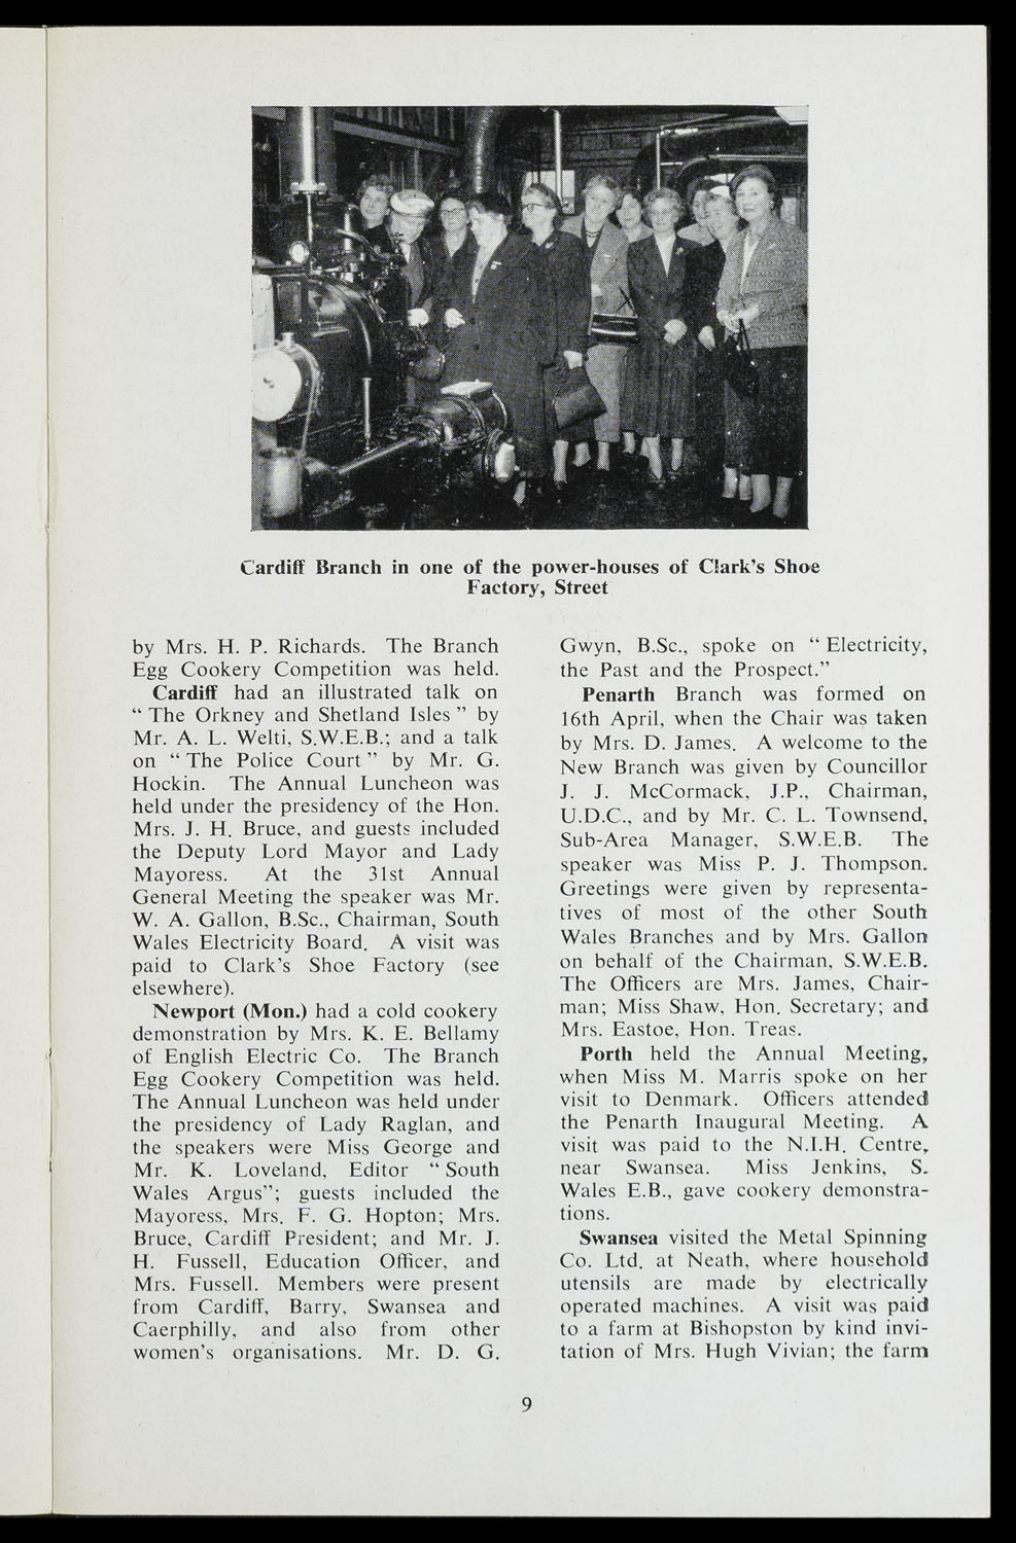 Cardiff Branch in one of the power-houses of Clark's Shoe
Factory, Street
by Mrs. H. P. Richards. The Branch
Egg Cookery Competition was held.
Cardiff had an illustrated talk on
“ The Orkney and Shetland Isles ” by
Mr. A. L. Welti, S.W.E.B.; and a talk
on “ The Police Court ” by Mr. G.
Hockin. The Annual Luncheon was
held under the presidency of the Hon.
Mrs. J. H. Bruce, and guests included
the Deputy Lord Mayor and Lady
Mayoress. At the 31st Annual
General Meeting the speaker was Mr.
W. A. Gallon, B.Sc., Chairman, South
Wales Electricity Board. A visit was
paid to Clark's Shoe Factory (see
elsewhere).
Newport (Mon.) had a cold cookery
demonstration by Mrs. K. E. Bellamy
of English Electric Co. The Branch
Egg Cookery Competition was held.
The Annual Luncheon was held under
the presidency of Lady Raglan, and
the speakers were Miss George and
Mr. K. Loveland, Editor “ South
Wales Argus”; guests included the
Mayoress, Mrs. F. G. Hopton; Mrs.
Bruce, Cardiff President; and Mr. J.
H. Fussell, Education Officer, and
Mrs. Fussell. Members were present
from Cardiff, Barry, Swansea and
Caerphilly, and also from other
women's organisations. Mr. D. G.
Gwyn, B.Sc., spoke on “ Electricity,
the Past and the Prospect.”
Penarth Branch was formed on
16th April, when the Chair was taken
by Mrs. D. James. A welcome to the
New Branch was given by Councillor
J. J. McCormack, J.P., Chairman,
U.D.C., and by Mr. C. L. Townsend,
Sub-Area Manager, S.W.E.B. The
speaker was Miss P. J. Thompson.
Greetings were given by representa-
tives of most of the other South
Wales Branches and by Mrs. Gallon
on behalf of the Chairman, S.W.E.B.
The Officers are Mrs. James, Chair-
man; Miss Shaw, Hon. Secretary; and
Mrs. Eastoe, Hon. Treas.
Porth held the Annual Meeting,
when Miss M. Marris spoke on her
visit to Denmark. Officers attended
the Penarth Inaugural Meeting. A
visit was paid to the N.I.H. Centre,
near Swansea. Miss Jenkins, S.
Wales E.B., gave cookery demonstra-
tions.
Swansea visited the Metal Spinning
Co. Ltd. at Neath, where household
utensils are made by electrically
operated machines. A visit was paid
to a farm at Bishopston by kind invi-
tation of Mrs. Hugh Vivian; the farm
9